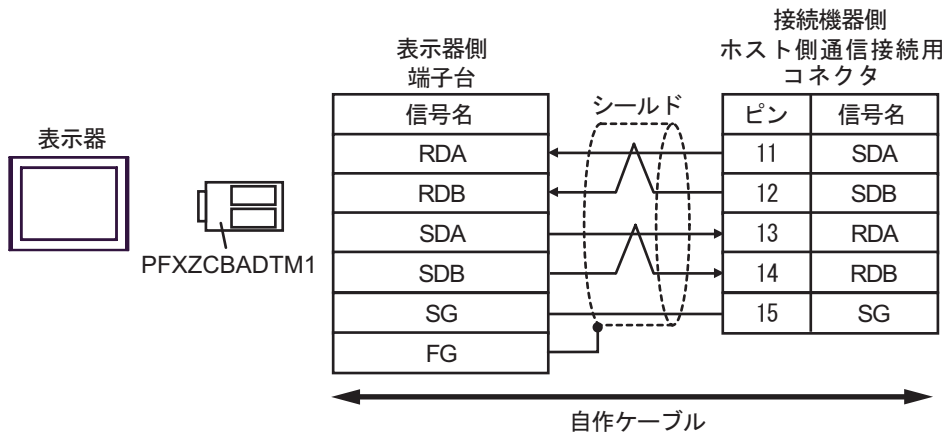 表示器
PFXZCBADTM1
表示器側
端子台
信号名
RDA
RDB
SDA
SDB
SG
FG
シールド
接続機器側
ホスト側通信接続用
コネクタ
ピン 信号名
11 SDA
12 SDB
13 RDA
14 RDB
15 SG
自作ケーブル